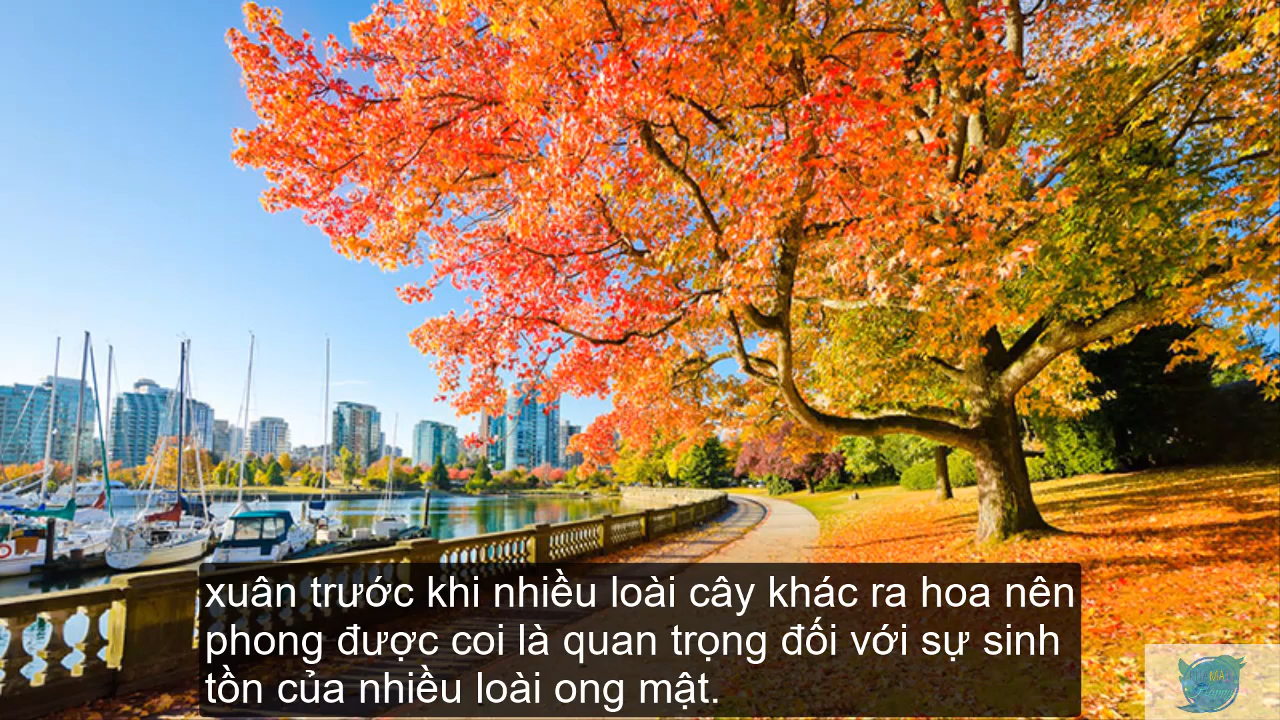 xuân trước khi nhiều loài cây khác ra hoa nên
phong được coi là quan trọng đối với sự sinh
tồn của nhiều loài ong mật.